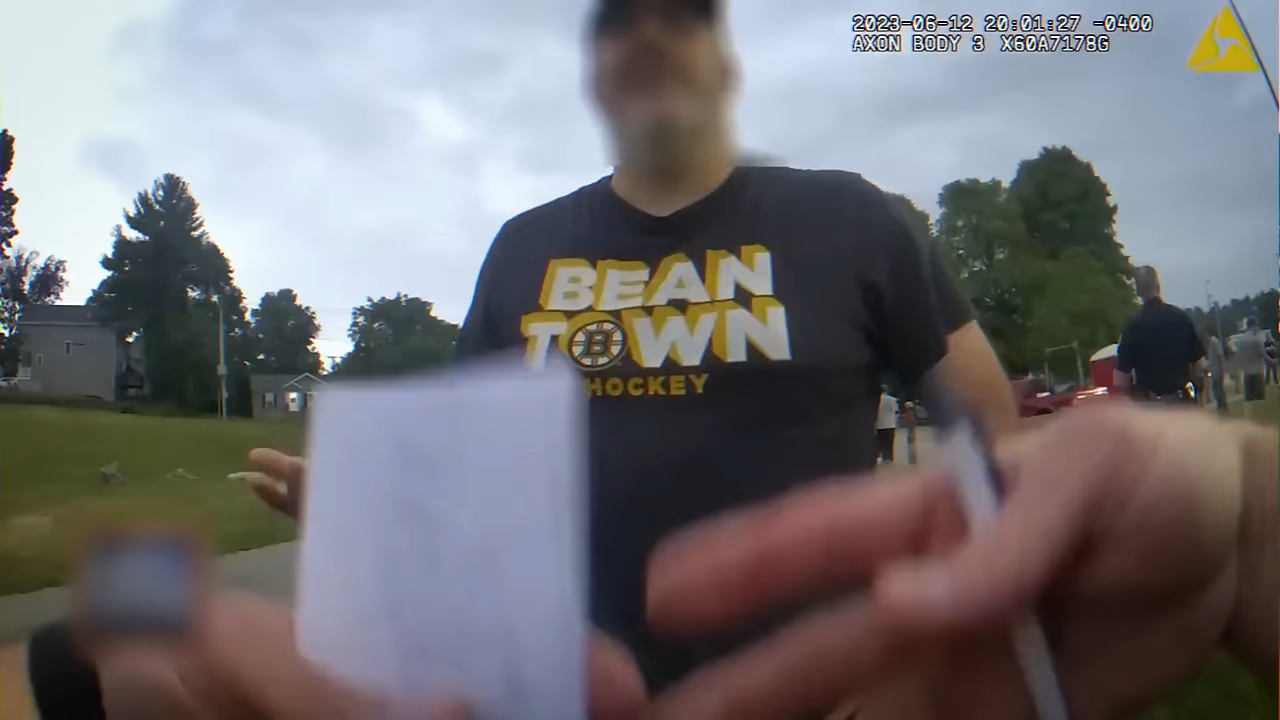 2023-06-12 20:01:27 -0400
AXON BODY 3 X60A7178G
BEAN
TOWN
B
HOCKEY